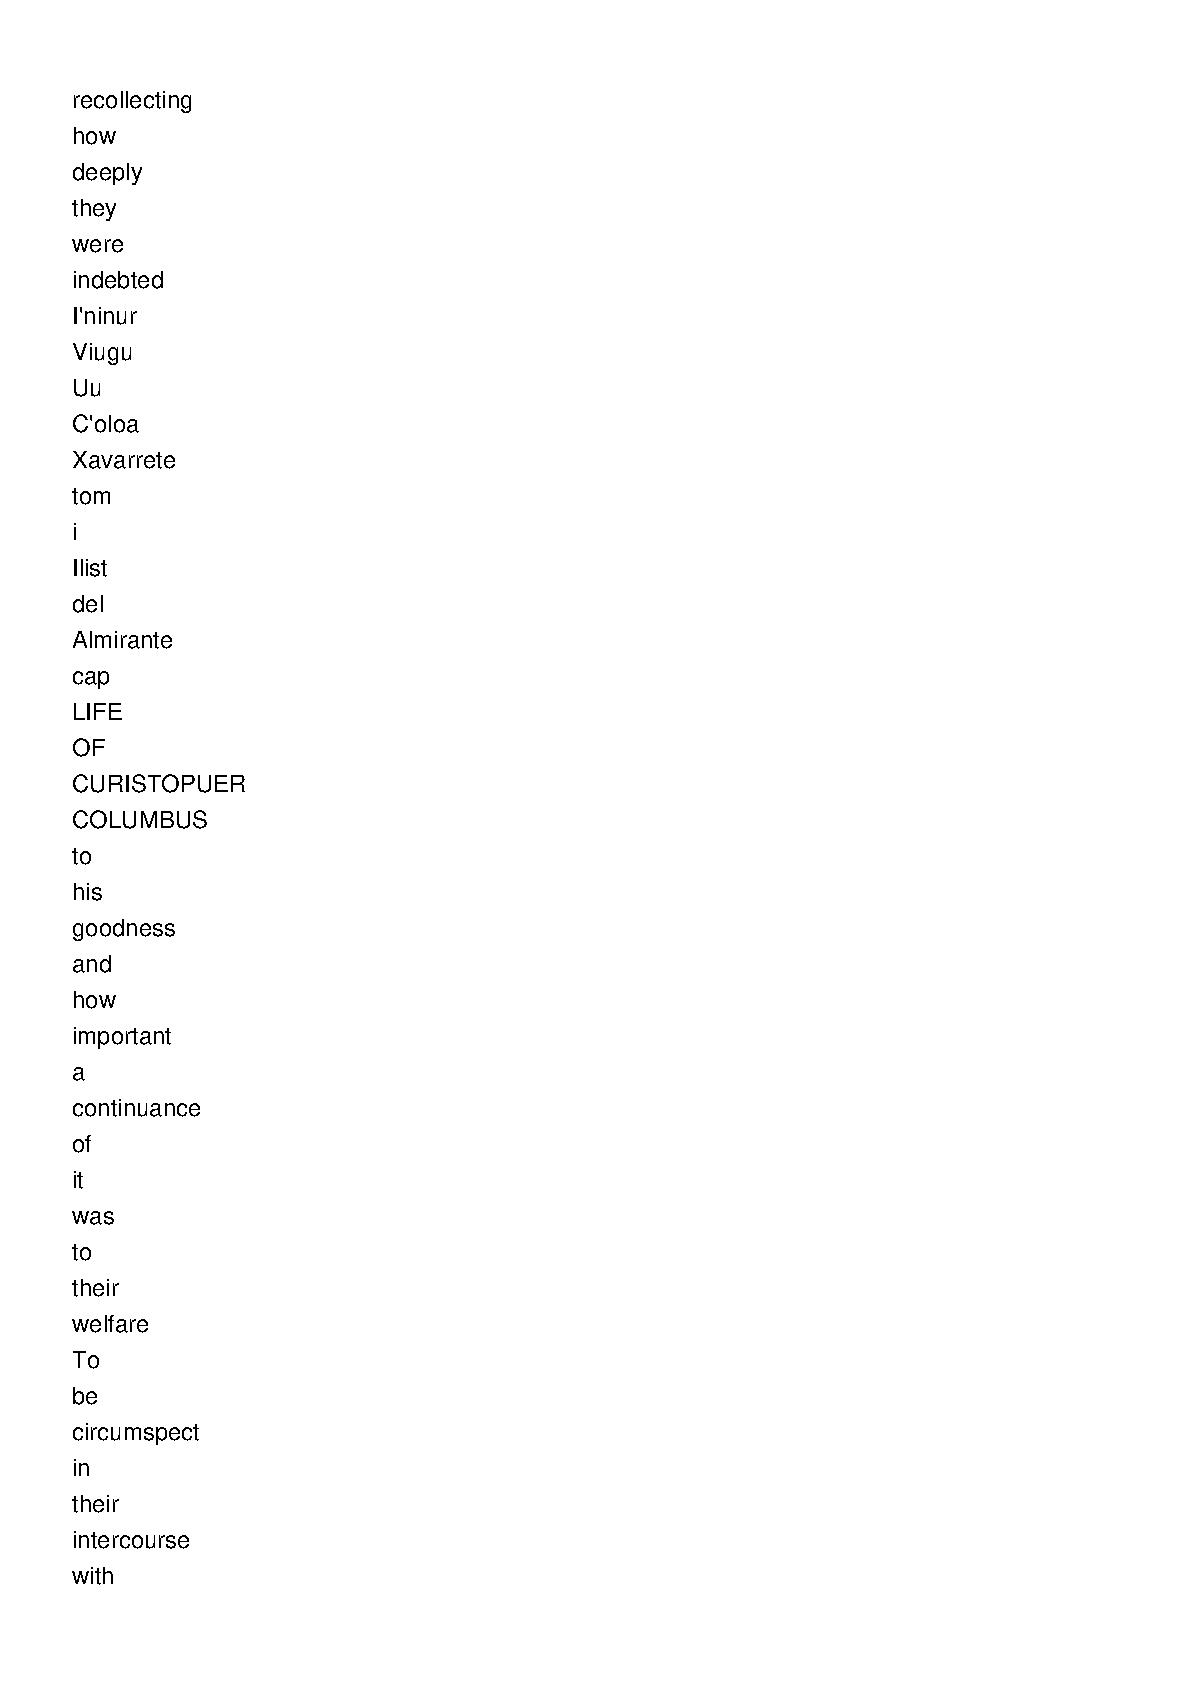 recollecting
how
deeply
they
were
indebted
I'ninur
Viugu
Uu
C'oloa
Xavarrete
tom
i
Ilist
del
Almirante
cap
LIFE
OF
CURISTOPUER
COLUMBUS
to
his
goodness
and
how
important
a
continuance
of
it
was
to
their
welfare
To
be
circumspect
in
their
intercourse
with